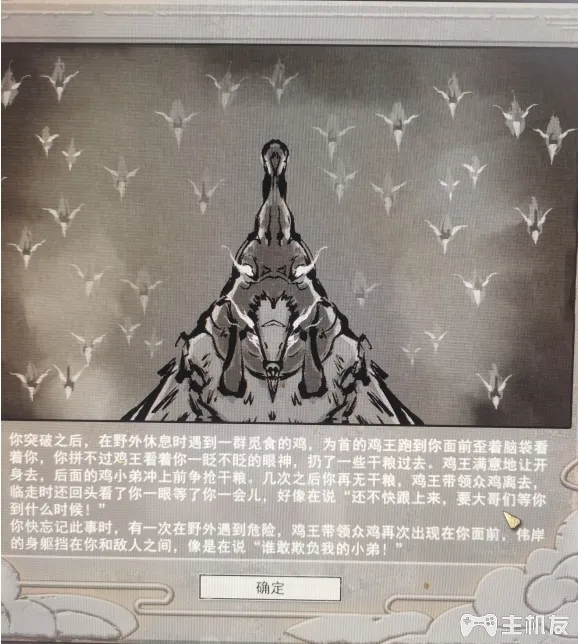 你突破之后，在野外休息时遇到一群觅食的鸡，为首的鸡王跑到你面前歪着脑袋看
着你，你拼不过鸡王看着你一眨不眨的眼神，扔了一些干粮过去。鸡王满意地让开
身去，后面的鸡小弟冲上前争抢干粮。几次之后你再无干粮，鸡王带领众鸡离去，
临走时还回头看了你一眼等了你一会儿，好像在说“还不快跟上来，要大哥们等你
到什么时候！”
你快忘记此事时，有一次在野外遇到危险，鸡王带领众鸡再次出现在你面前，伟岸
的身躯挡在你和敌人之间，像是在说“谁敢欺负我的小弟！”
确定
主机友